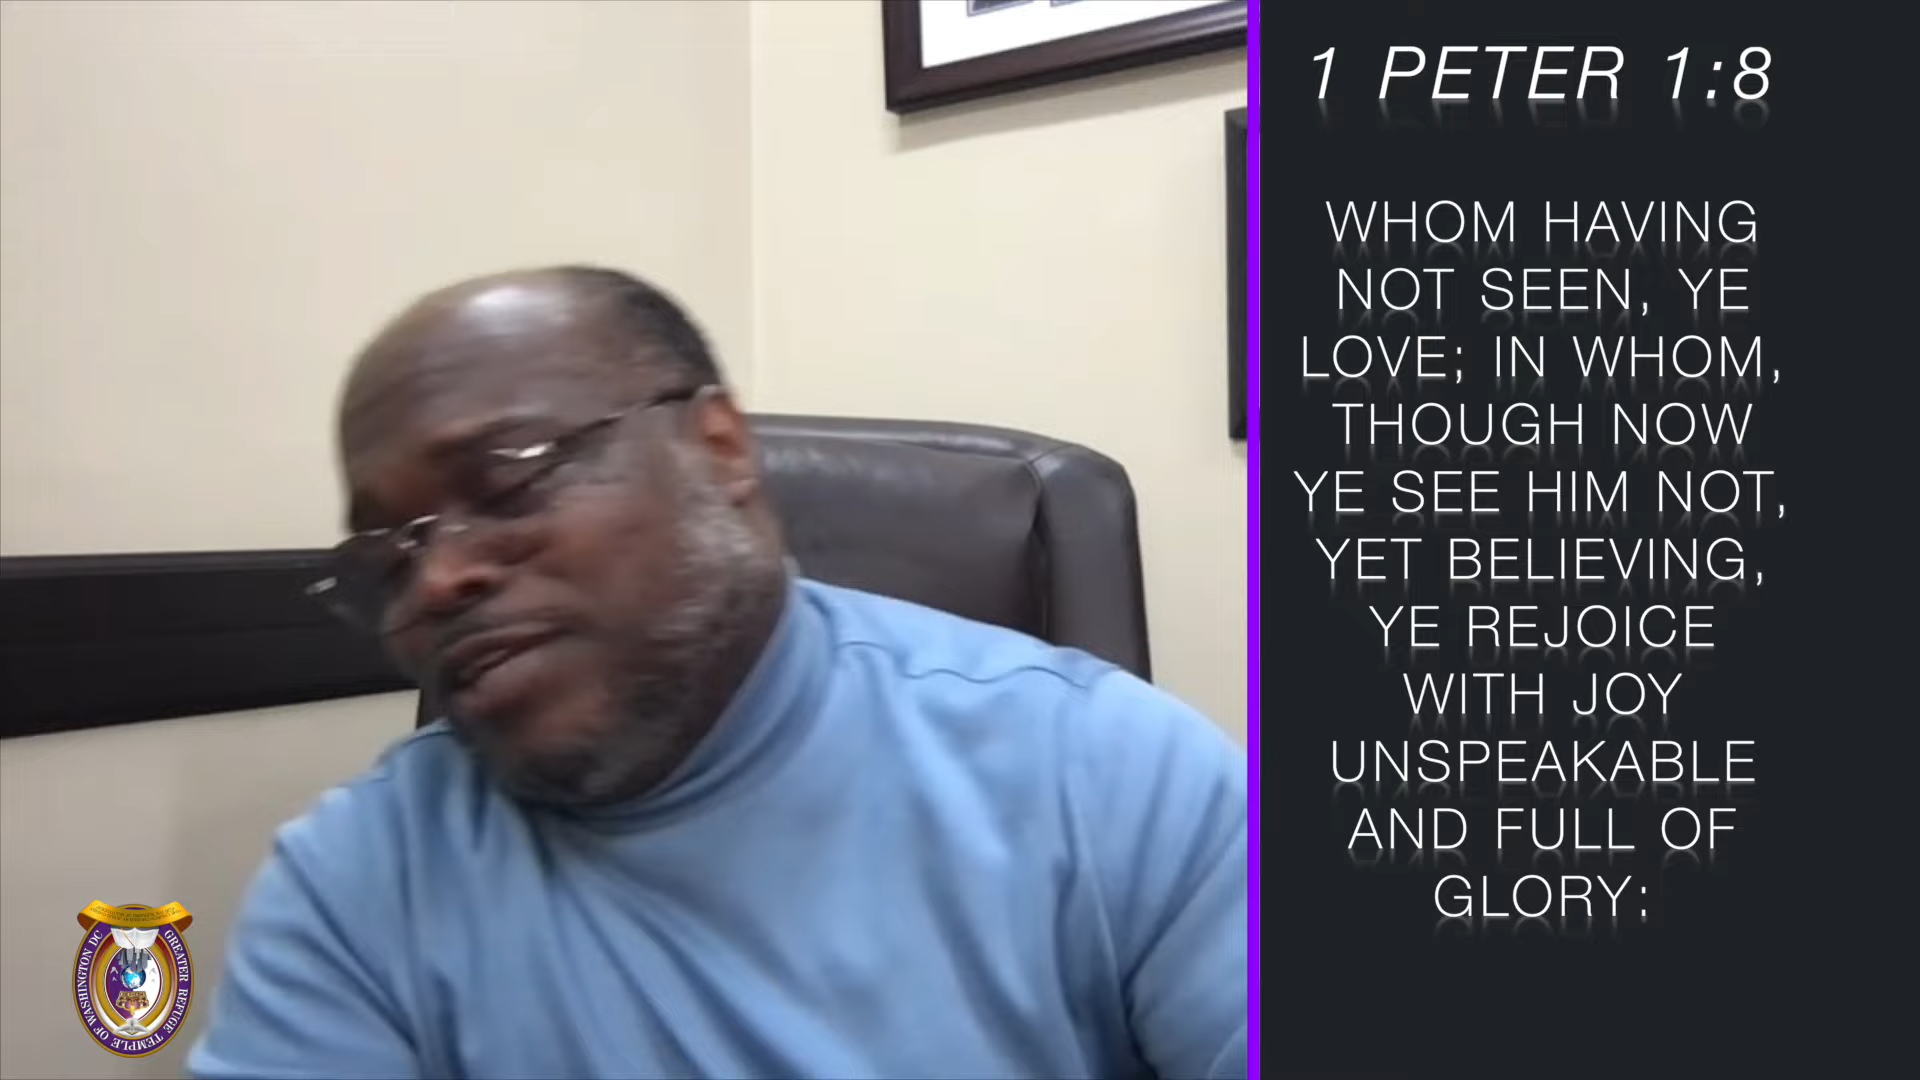 1 PETER 1:8
WHOM HAVING
NOT SEEN, YE
LOVE; IN WHOM,
THOUGH NOW
YE SEE HIM NOT,
YET BELIEVING,
YE REJOICE
WITH JOY
UNSPEAKABLE
AND FULL OF
GLORY:
GREATER REFUGE TEMPLE OF WASHINGTON DC